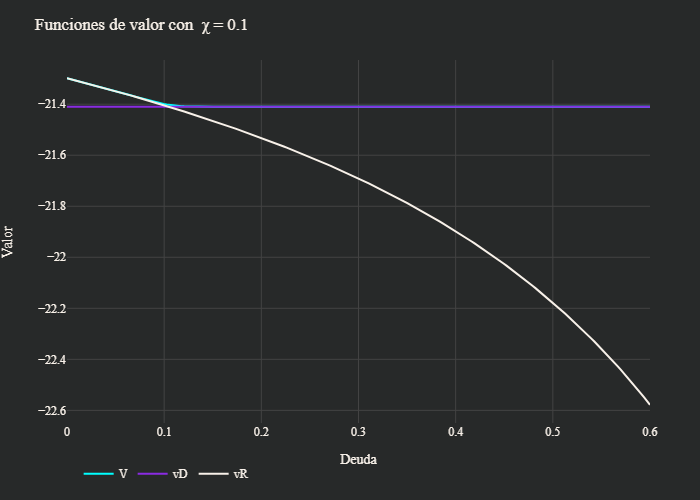 Funciones de valor con χ = 0.1
−21.4
−21.6
−21.8
−22
−22.2
−22.4
−22.6
Valor
0 0.1 0.2 0.3 0.4 0.5 0.6
Deuda
V vD vR